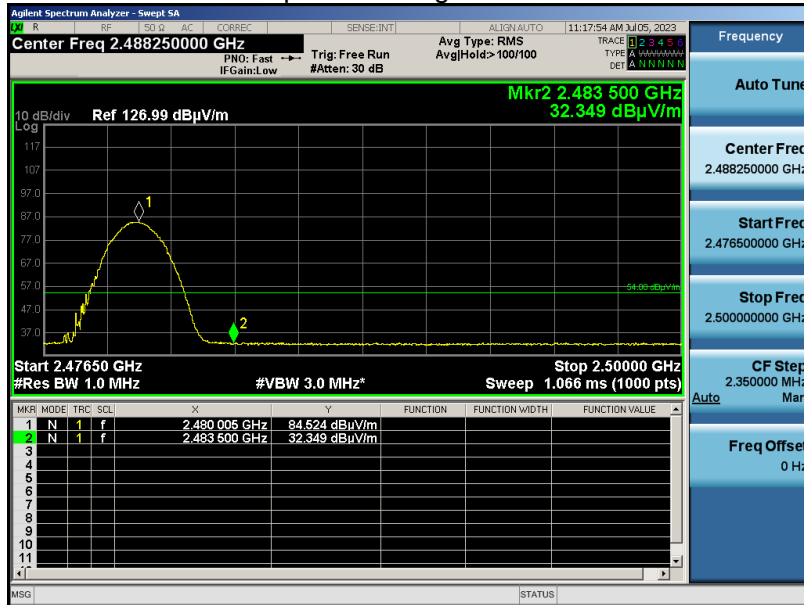 Agilent Spectrum Analyzer - Swept SA
LXI R RF 50 Ω AC CORREC SENSE:INT ALIGN AUTO 11:17:54 AM Jul 05, 2023
Center Freq 2.488250000 GHz
PNO: Fast
IFGain:Low
Trig: Free Run
#Atten: 30 dB
Avg Type: RMS
Avg|Hold:>100/100
TRACE 1 2 3 4 5 6
TYPE A WWWWW
DET A N N N N N
Mkr2 2.483 500 GHz
32.349 dBµV/m
10 dB/div Ref 126.99 dBµV/m
Log
117
107
97.0
87.0
77.0
67.0
57.0
47.0
37.0
1
2
54.00 dBµV/m
Start 2.47650 GHz Stop 2.50000 GHz
#Res BW 1.0 MHz #VBW 3.0 MHz* Sweep 1.066 ms (1000 pts)
MKR MODE TRC SCL X Y FUNCTION FUNCTION WIDTH FUNCTION VALUE
1 N 1 f 2.480 005 GHz 84.524 dBµV/m
2 N 1 f 2.483 500 GHz 32.349 dBµV/m
3
4
5
6
7
8
9
10
11
MSG STATUS
Frequency
Auto Tune
Center Freq
2.488250000 GHz
Start Freq
2.476500000 GHz
Stop Freq
2.500000000 GHz
CF Step
2.350000 MHz
Auto Man
Freq Offset
0 Hz